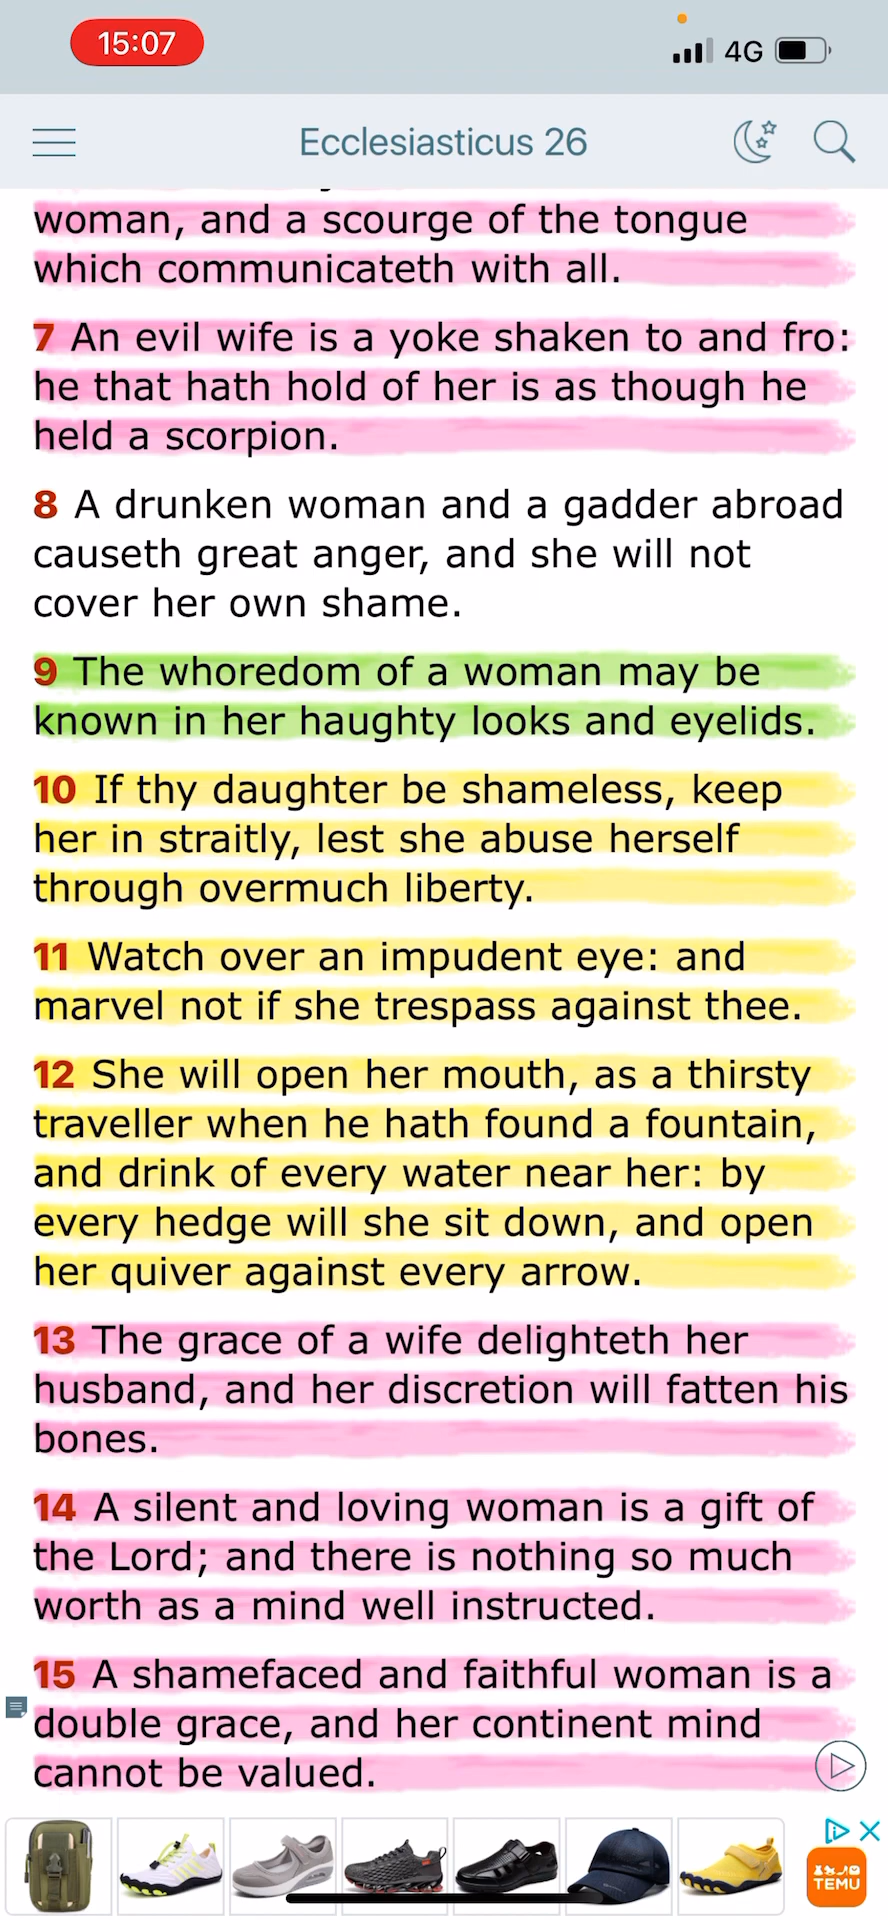 15:07
4G
Ecclesiasticus 26
woman, and a scourge of the tongue
which communicateth with all.
7 An evil wife is a yoke shaken to and fro:
he that hath hold of her is as though he
held a scorpion.
8 A drunken woman and a gadder abroad
causeth great anger, and she will not
cover her own shame.
9 The whoredom of a woman may be
known in her haughty looks and eyelids.
10 If thy daughter be shameless, keep
her in straitly, lest she abuse herself
through overmuch liberty.
11 Watch over an impudent eye: and
marvel not if she trespass against thee.
12 She will open her mouth, as a thirsty
traveller when he hath found a fountain,
and drink of every water near her: by
every hedge will she sit down, and open
her quiver against every arrow.
13 The grace of a wife delighteth her
husband, and her discretion will fatten his
bones.
14 A silent and loving woman is a gift of
the Lord; and there is nothing so much
worth as a mind well instructed.
15 A shamefaced and faithful woman is a
double grace, and her continent mind
cannot be valued.
TEMU